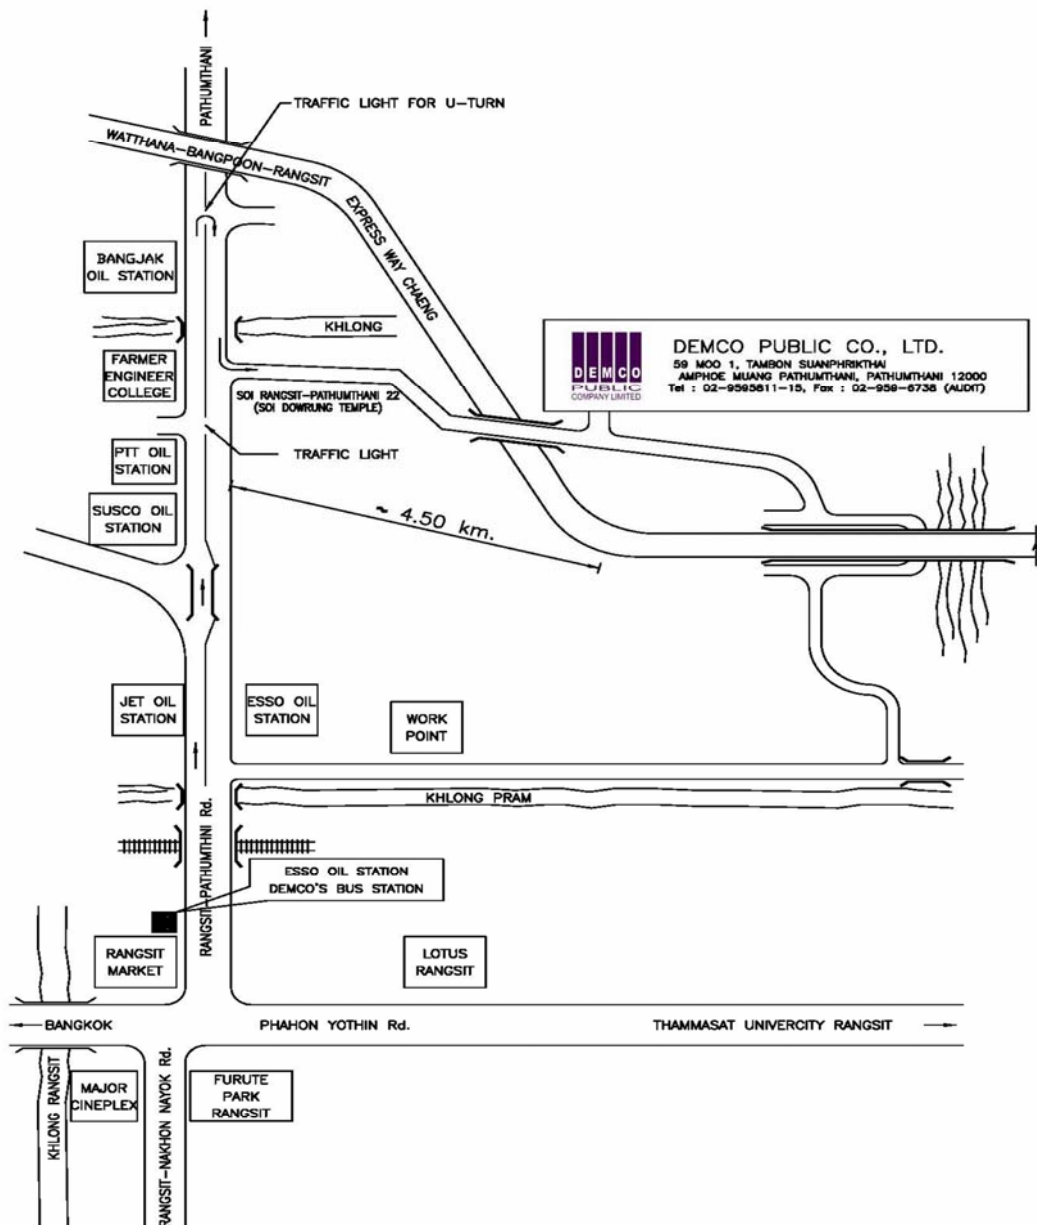 PATHUMTHANI
TRAFFIC LIGHT FOR U-TURN
WATTHANA-BANGPOON-RANGSIT
EXPRESS WAY CHAENG
BANGJAK
OIL STATION
KHLONG
FARMER
ENGINEER
COLLEGE
DEMCO
PUBLIC
COMPANY LIMITED
DEMCO PUBLIC CO., LTD.
59 MOO 1, TAMBON SUANPHRIKTHAI
AMPHOE MUANG PATHUMTHANI, PATHUMTHANI 12000
Tel : 02-9595811-15, Fax : 02-959-6738 (AUDIT)
SOI RANGSIT-PATHUMTHANI 22
(SOI DOWRUNG TEMPLE)
PTT OIL
STATION
TRAFFIC LIGHT
SUSCO OIL
STATION
~ 4.50 km.
JET OIL
STATION
ESSO OIL
STATION
WORK
POINT
KHLONG PRAM
RANGSIT-PATHUMTHNI Rd.
ESSO OIL STATION
DEMCO'S BUS STATION
RANGSIT
MARKET
LOTUS
RANGSIT
BANGKOK
PHAHON YOTHIN Rd.
THAMMASAT UNIVERCITY RANGSIT
KHLONG RANGSIT
MAJOR
CINEPLEX
RANGSIT-NAKHON NAYOK Rd.
FURUTE
PARK
RANGSIT